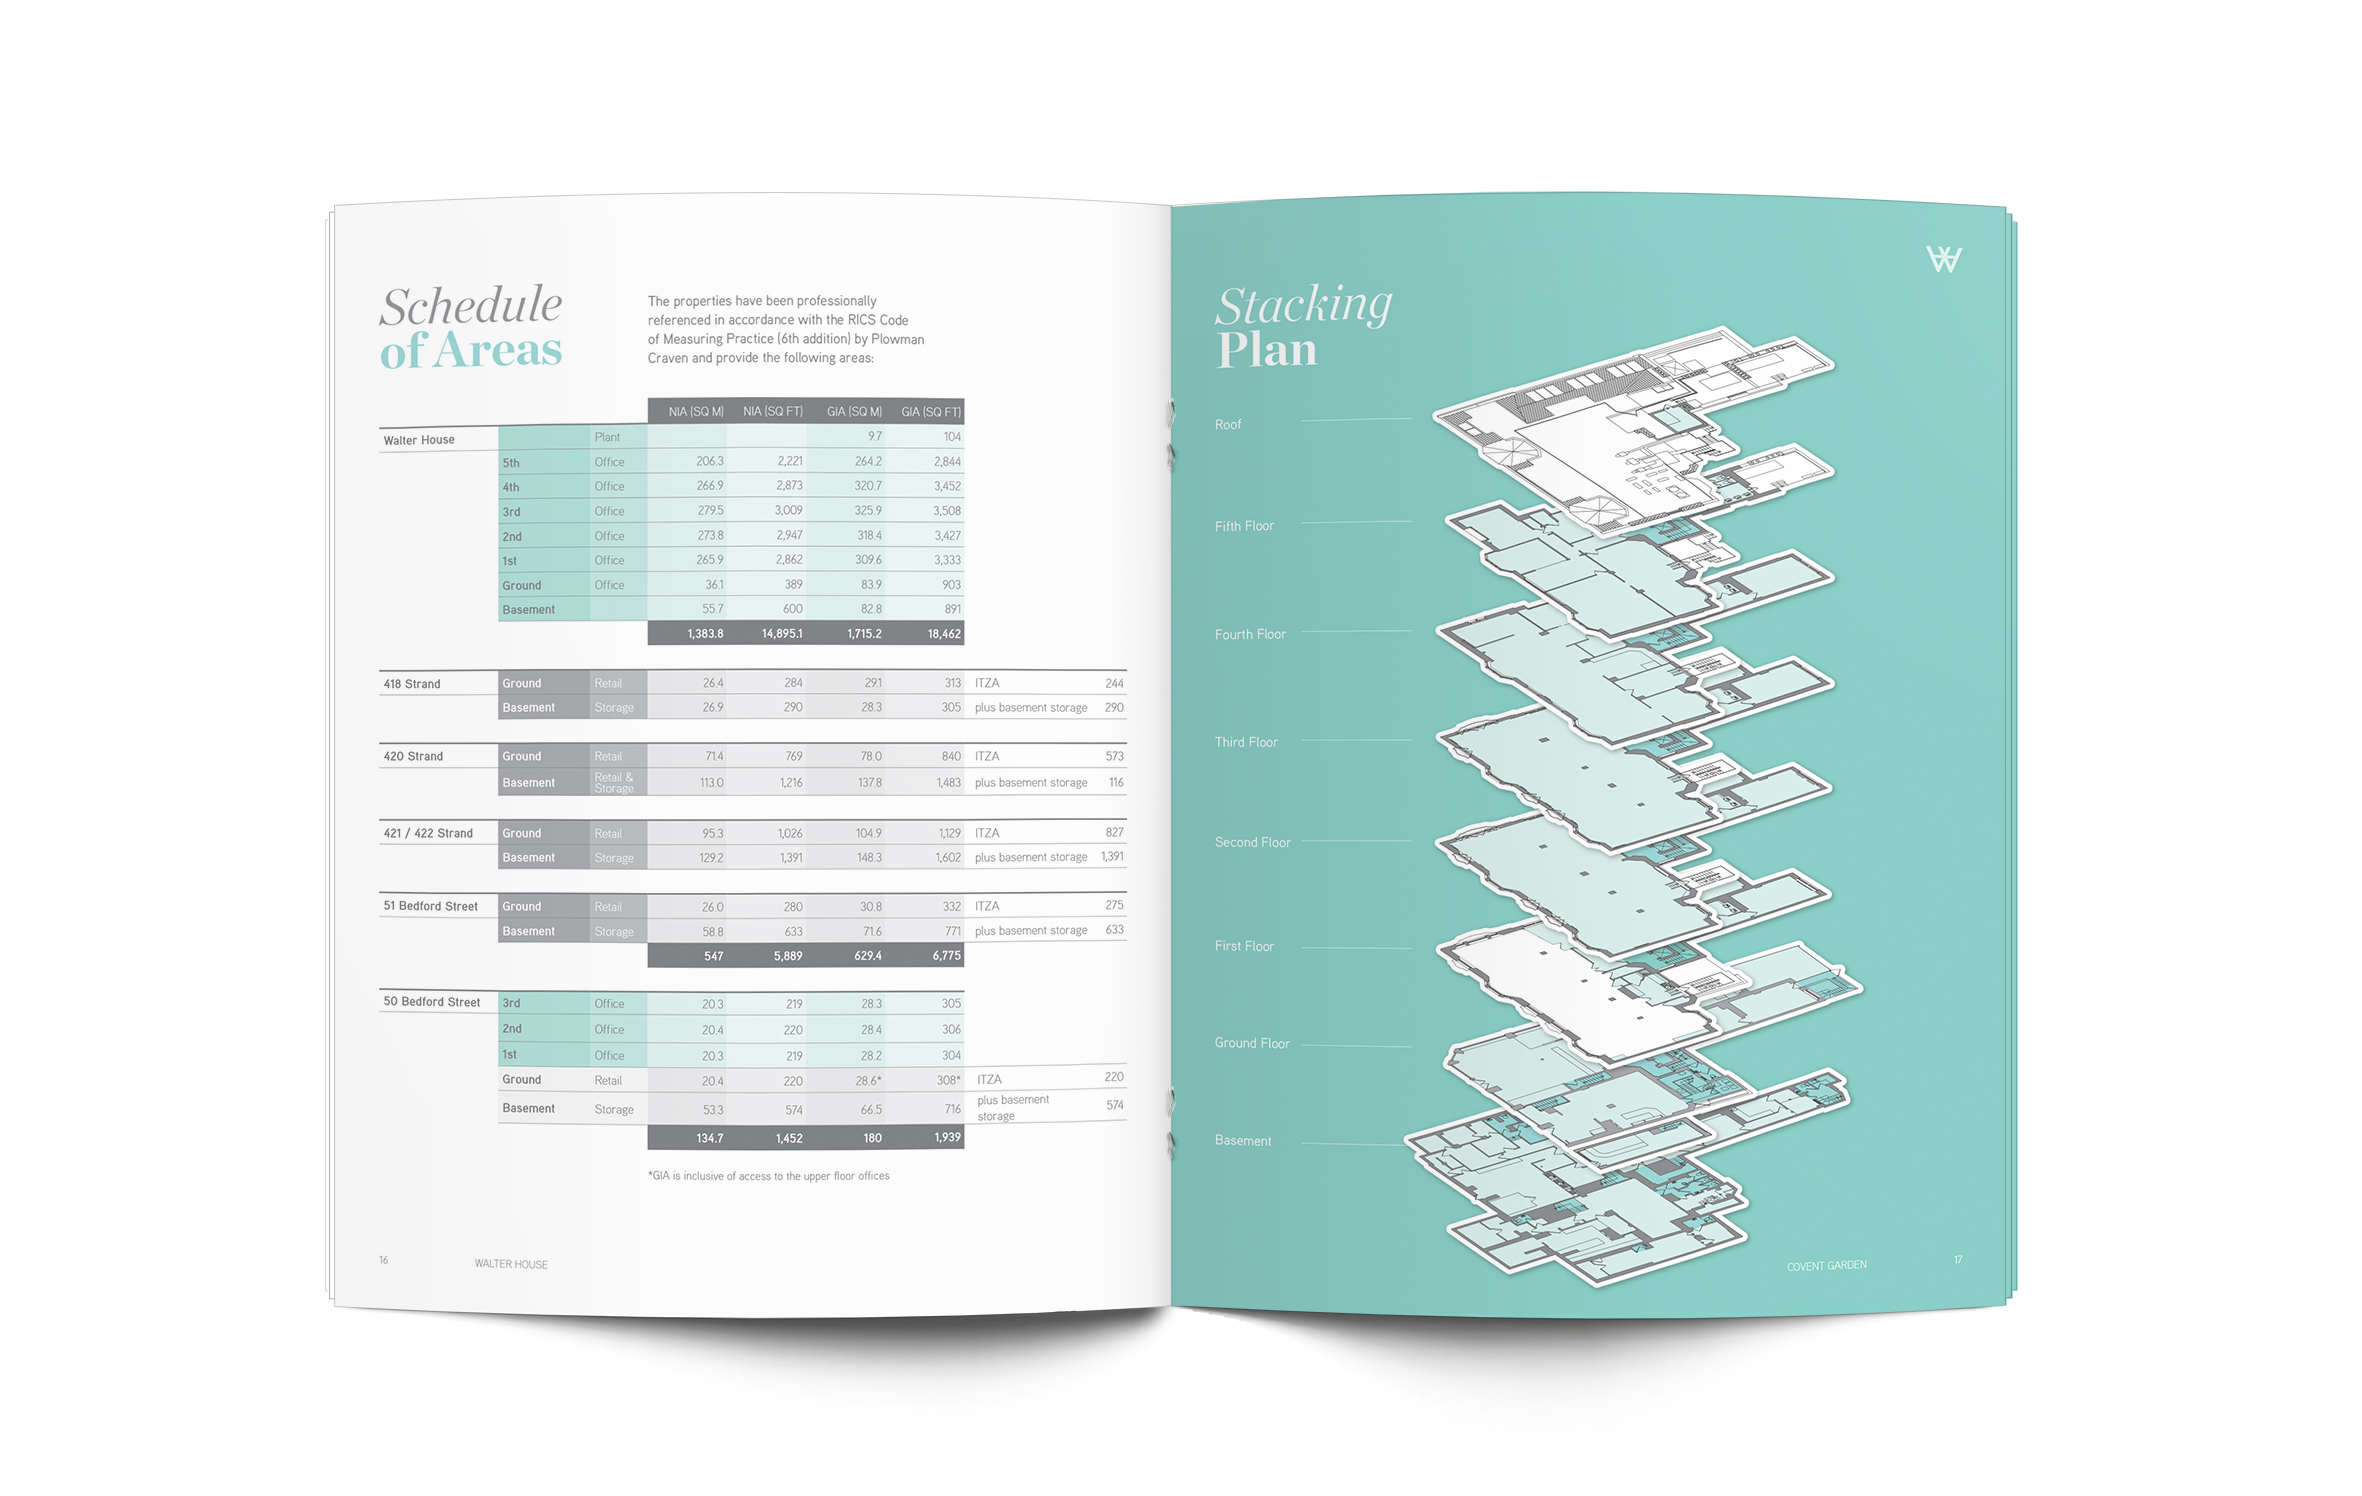 Schedule
of Areas
The properties have been professionally
referenced in accordance with the RICS Code
of Measuring Practice (6th addition) by Plowman
Craven and provide the following areas:
NIA (SQ M) NIA (SQ FT) GIA (SQ M) GIA (SQ FT)
Walter House Plant 9.7 104
5th Office 206.3 2,221 264.2 2,844
4th Office 266.9 2,873 320.7 3,452
3rd Office 279.5 3,009 325.9 3,508
2nd Office 273.8 2,947 318.4 3,427
1st Office 265.9 2,862 309.6 3,333
Ground Office 36.1 389 83.9 903
Basement 55.7 600 82.8 891
1,383.8 14,895.1 1,715.2 18,462
418 Strand Ground Retail 26.4 284 29.1 313 ITZA 244
Basement Storage 26.9 290 28.3 305 plus basement storage 290
420 Strand Ground Retail 71.4 769 78.0 840 ITZA 573
Basement Retail & Storage 113.0 1,216 137.8 1,483 plus basement storage 116
421 / 422 Strand Ground Retail 95.3 1,026 104.9 1,129 ITZA 827
Basement Storage 129.2 1,391 148.3 1,602 plus basement storage 1,391
51 Bedford Street Ground Retail 26.0 280 30.8 332 ITZA 275
Basement Storage 58.8 633 71.6 771 plus basement storage 633
547 5,889 629.4 6,775
50 Bedford Street 3rd Office 20.3 219 28.3 305
2nd Office 20.4 220 28.4 306
1st Office 20.3 219 28.2 304
Ground Retail 20.4 220 28.6* 308* ITZA 220
Basement Storage 53.3 574 66.5 716 plus basement storage 574
134.7 1,452 180 1,939
*GIA is inclusive of access to the upper floor offices
16 WALTER HOUSE
Stacking
Plan
Roof
Fifth Floor
Fourth Floor
Third Floor
Second Floor
First Floor
Ground Floor
Basement
COVENT GARDEN 17